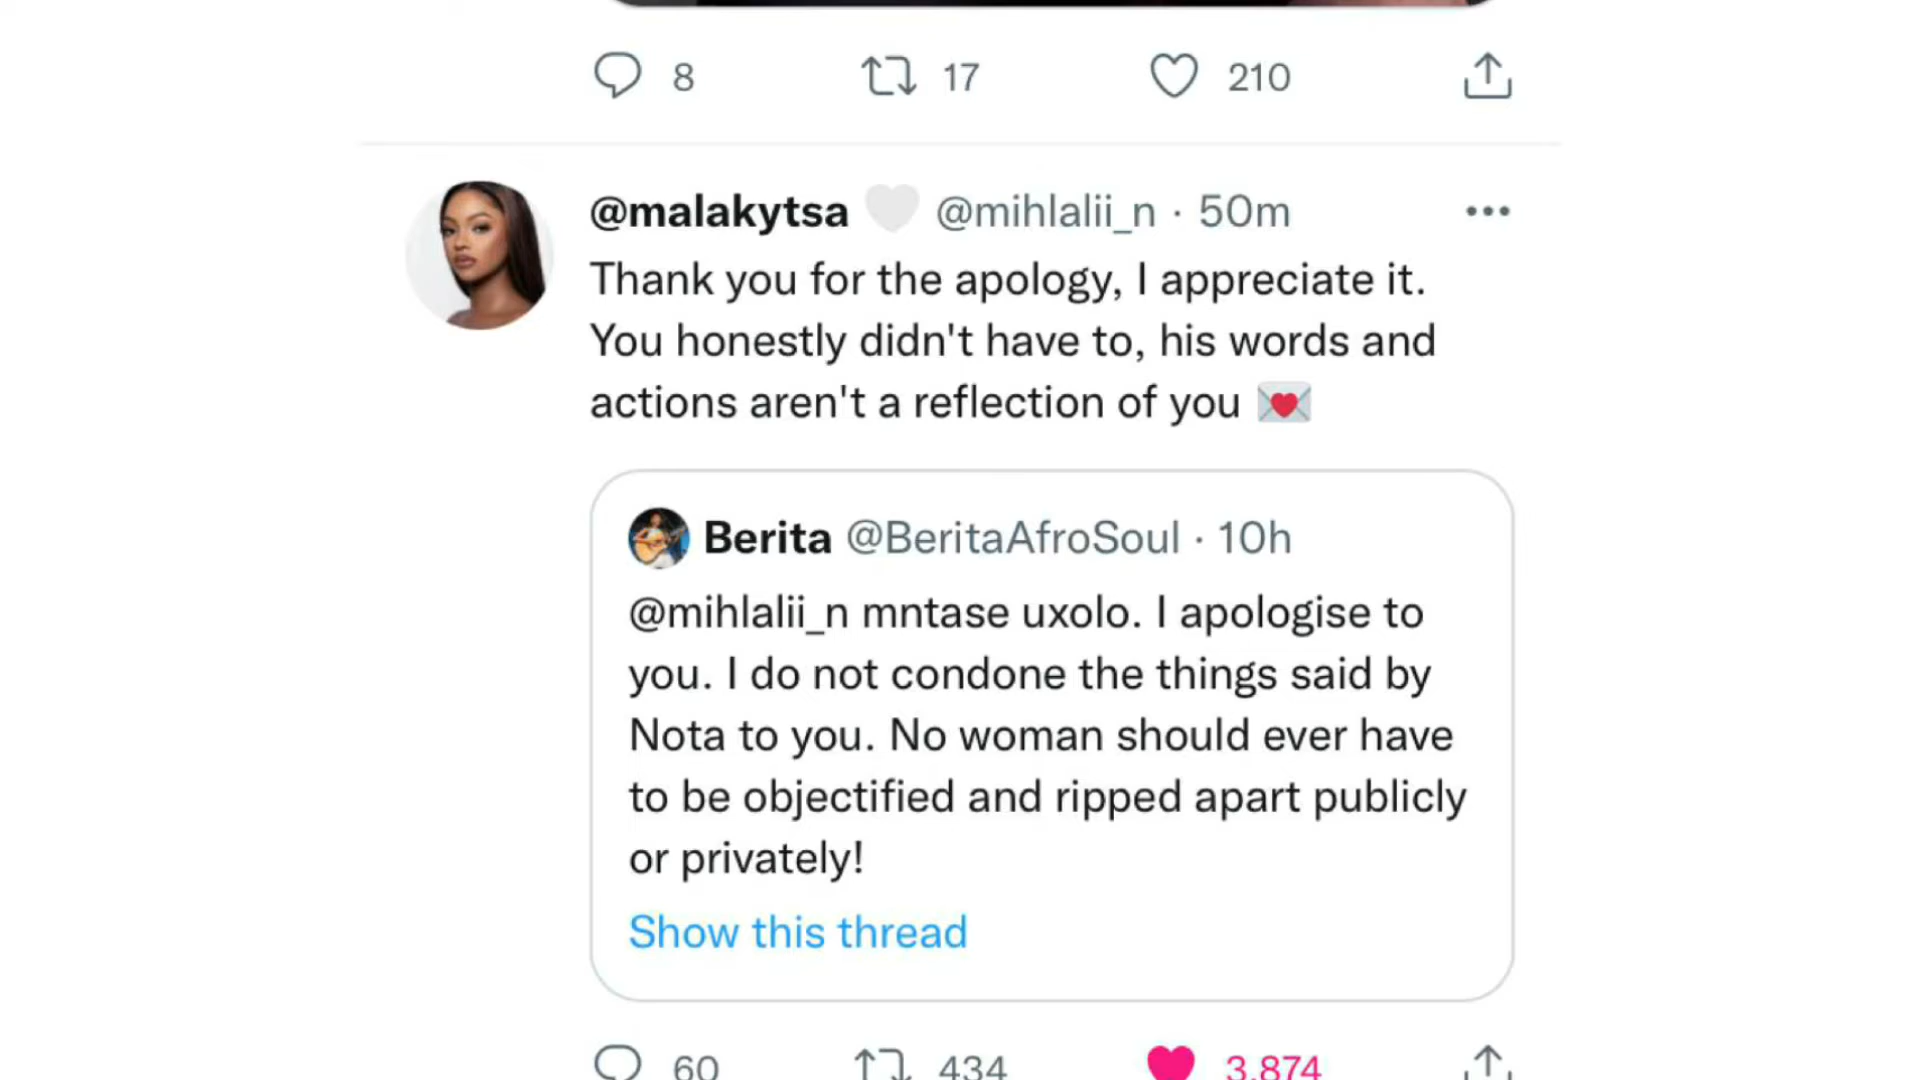 8 17 210
@malakytsa 🤍 @mihlalii_n · 50m
Thank you for the apology, I appreciate it.
You honestly didn't have to, his words and
actions aren't a reflection of you 💌
Berita @BeritaAfroSoul · 10h
@mihlalii_n mntase uxolo. I apologise to
you. I do not condone the things said by
Nota to you. No woman should ever have
to be objectified and ripped apart publicly
or privately!
Show this thread
60 434 3,874